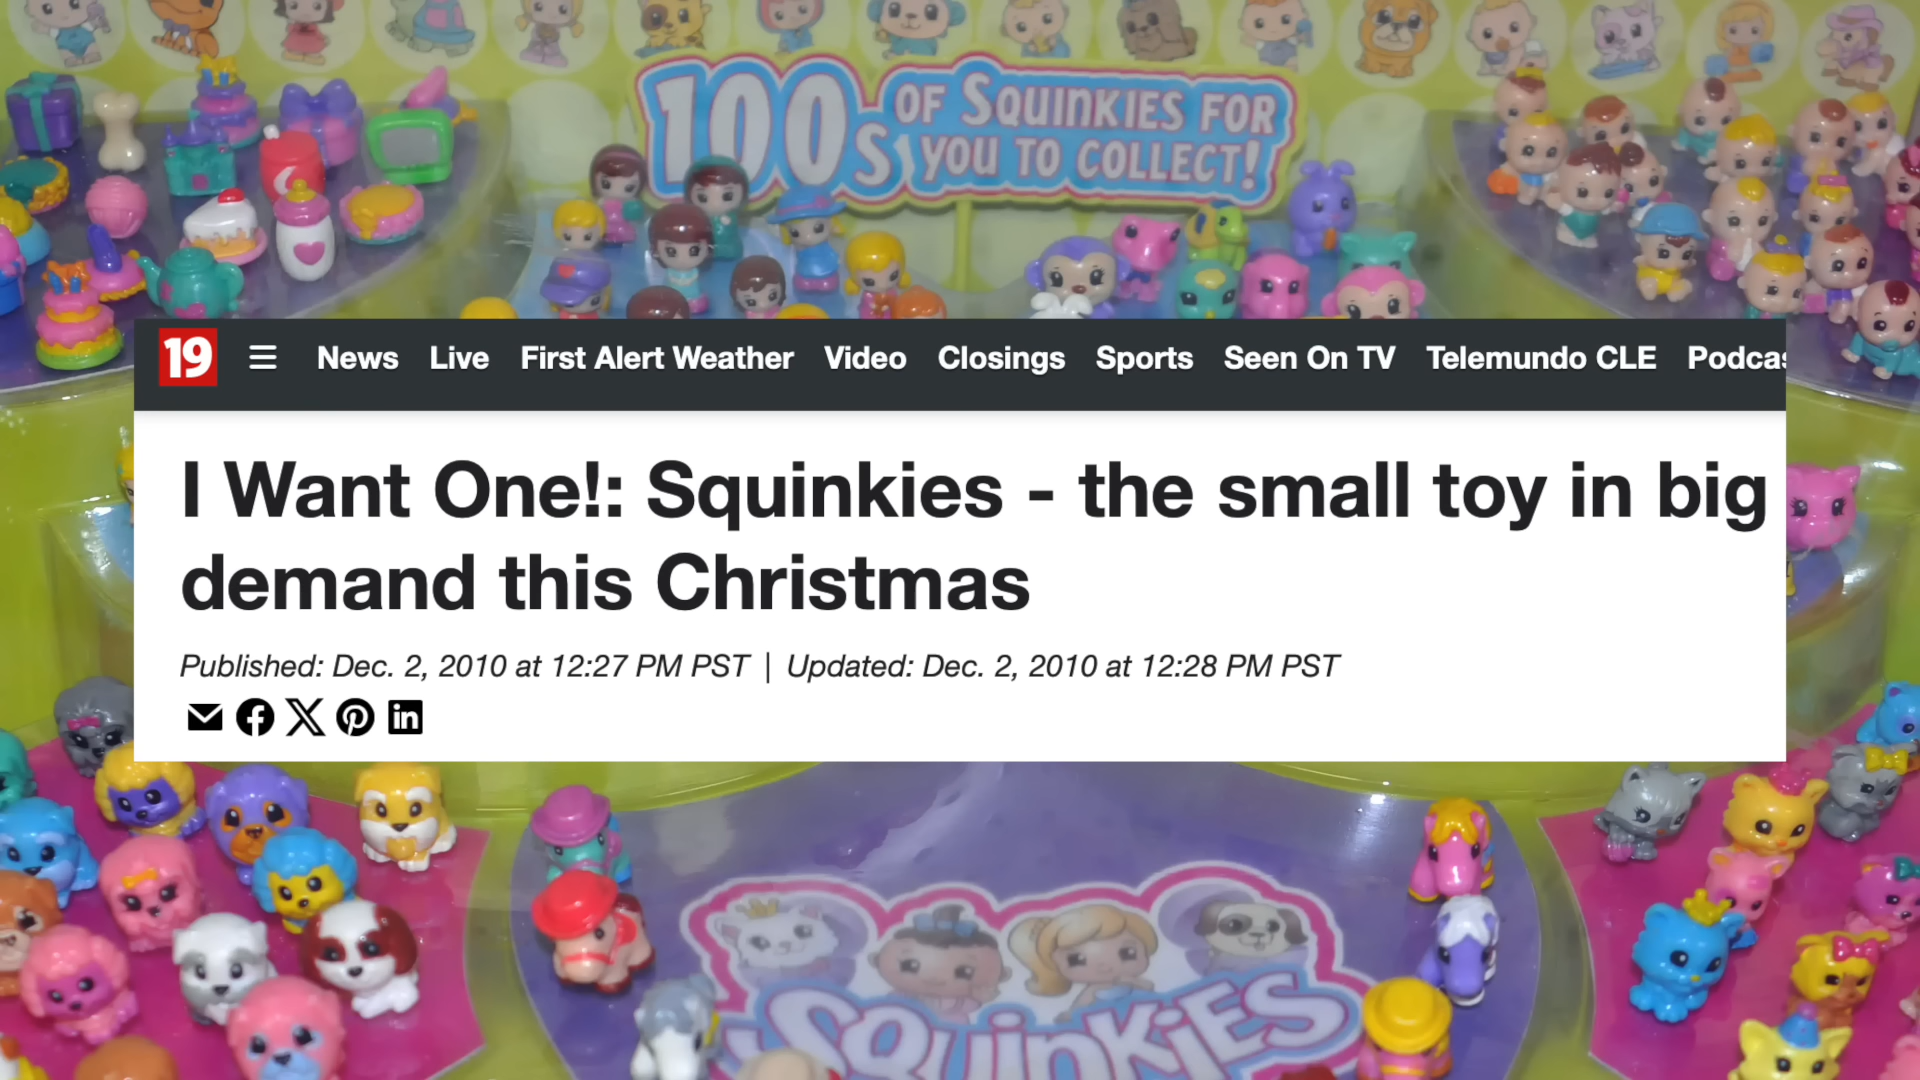 100s OF SQUINKIES FOR
YOU TO COLLECT!
19 News Live First Alert Weather Video Closings Sports Seen On TV Telemundo CLE Podcas
I Want One!: Squinkies - the small toy in big
demand this Christmas
Published: Dec. 2, 2010 at 12:27 PM PST | Updated: Dec. 2, 2010 at 12:28 PM PST
SQUINKIES